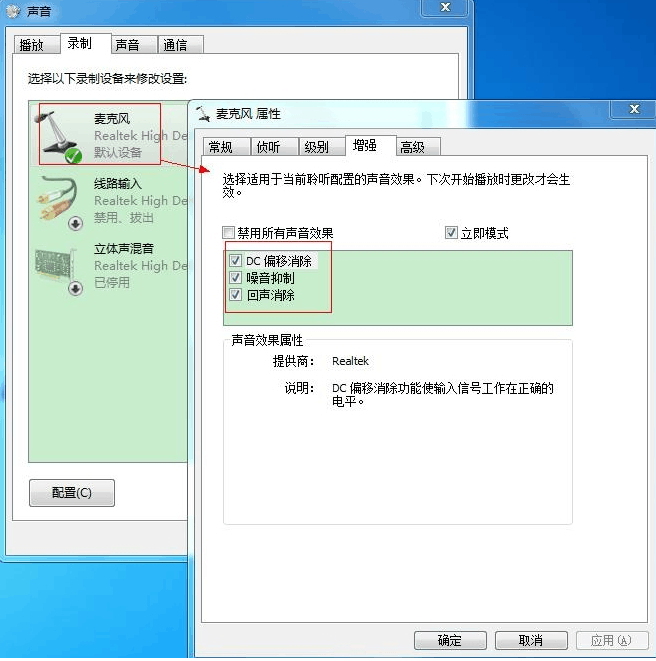 声音
播放
录制
声音
通信
选择以下录制设备来修改设置:
麦克风
Realtek High De
默认设备
线路输入
Realtek High De
禁用、拔出
立体声混音
Realtek High De
已停用
配置(C)
麦克风 属性
常规
侦听
级别
增强
高级
选择适用于当前聆听配置的声音效果。下次开始播放时更改才会生
效。
禁用所有声音效果
立即模式
DC 偏移消除
噪音抑制
回声消除
声音效果属性
提供商: Realtek
说明: DC 偏移消除功能使输入信号工作在正确的
电平。
确定
取消
应用(A)